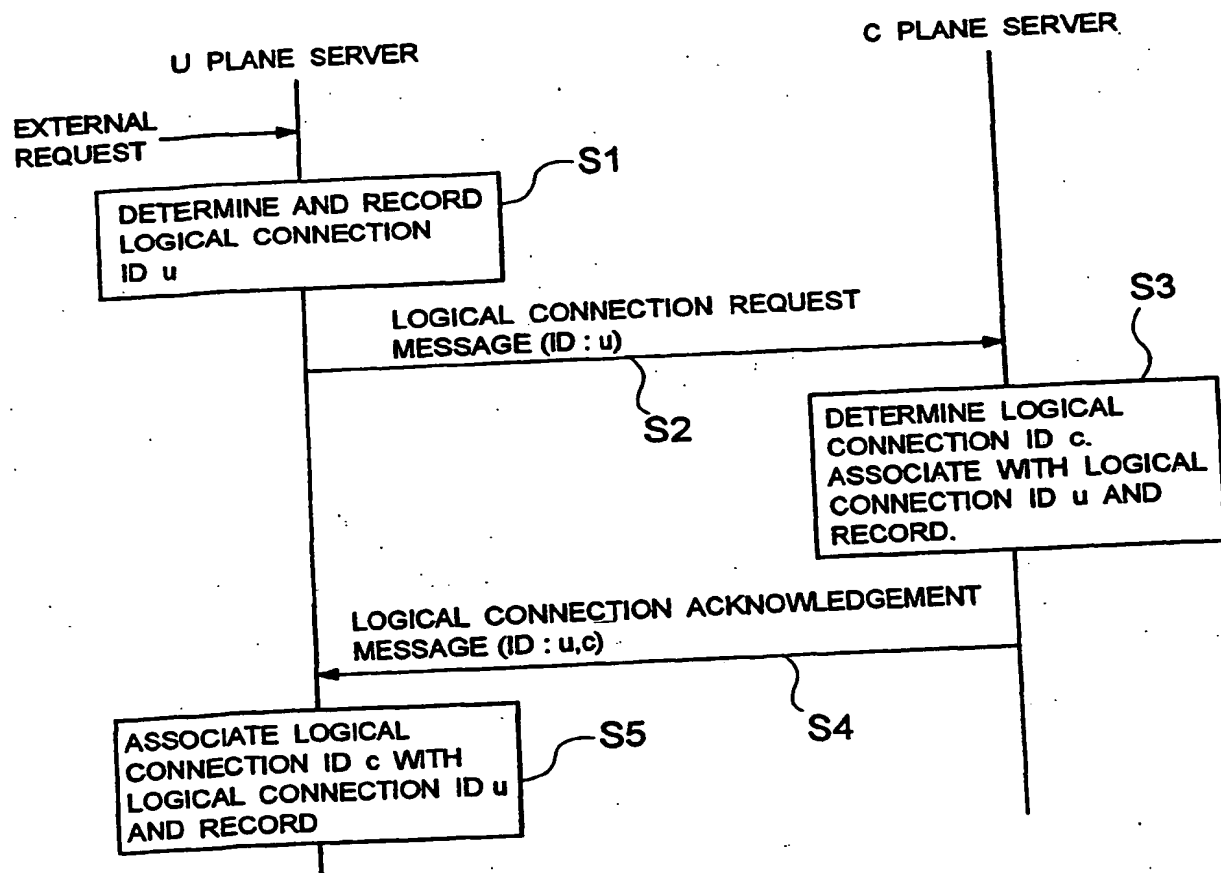 U PLANE SERVER
C PLANE SERVER
EXTERNAL
REQUEST
S1
DETERMINE AND RECORD
LOGICAL CONNECTION
ID u
LOGICAL CONNECTION REQUEST
MESSAGE (ID : u)
S2
S3
DETERMINE LOGICAL
CONNECTION ID c.
ASSOCIATE WITH LOGICAL
CONNECTION ID u AND
RECORD.
LOGICAL CONNECTION ACKNOWLEDGEMENT
MESSAGE (ID : u,c)
S4
ASSOCIATE LOGICAL
CONNECTION ID c WITH
LOGICAL CONNECTION ID u
AND RECORD
S5